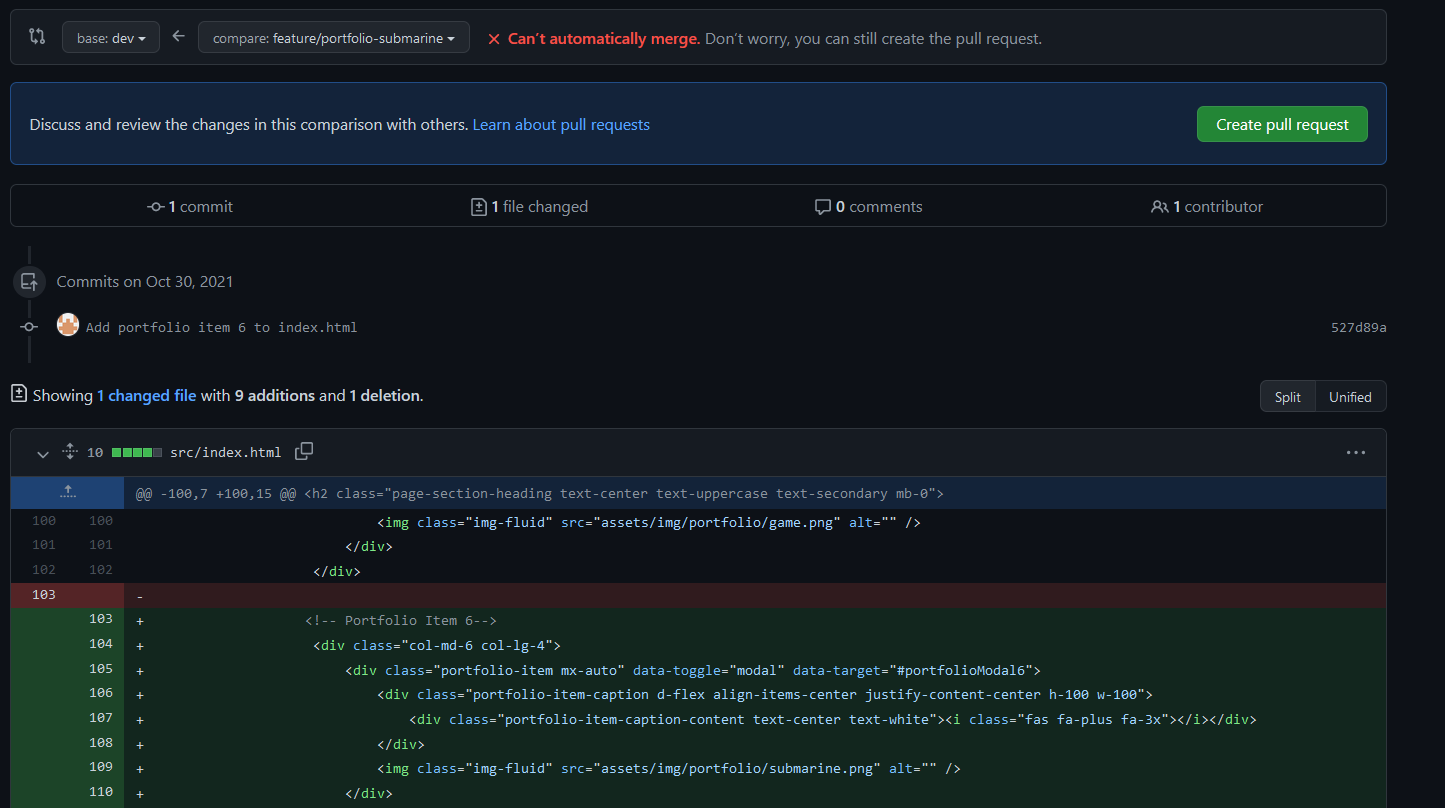 base: dev compare: feature/portfolio-submarine Can't automatically merge. Don't worry, you can still create the pull request.
Discuss and review the changes in this comparison with others. Learn about pull requests Create pull request
1 commit 1 file changed 0 comments 1 contributor
Commits on Oct 30, 2021
Add portfolio item 6 to index.html 527d89a
Showing 1 changed file with 9 additions and 1 deletion. Split Unified
10 src/index.html
@@ -100,7 +100,15 @@ <h2 class="page-section-heading text-center text-uppercase text-secondary mb-0">
100 100 <img class="img-fluid" src="assets/img/portfolio/game.png" alt="" />
101 101 </div>
102 102 </div>
103 -
103 + <!-- Portfolio Item 6-->
104 + <div class="col-md-6 col-lg-4">
105 + <div class="portfolio-item mx-auto" data-toggle="modal" data-target="#portfolioModal6">
106 + <div class="portfolio-item-caption d-flex align-items-center justify-content-center h-100 w-100">
107 + <div class="portfolio-item-caption-content text-center text-white"><i class="fas fa-plus fa-3x"></i></div>
108 + </div>
109 + <img class="img-fluid" src="assets/img/portfolio/submarine.png" alt="" />
110 + </div>